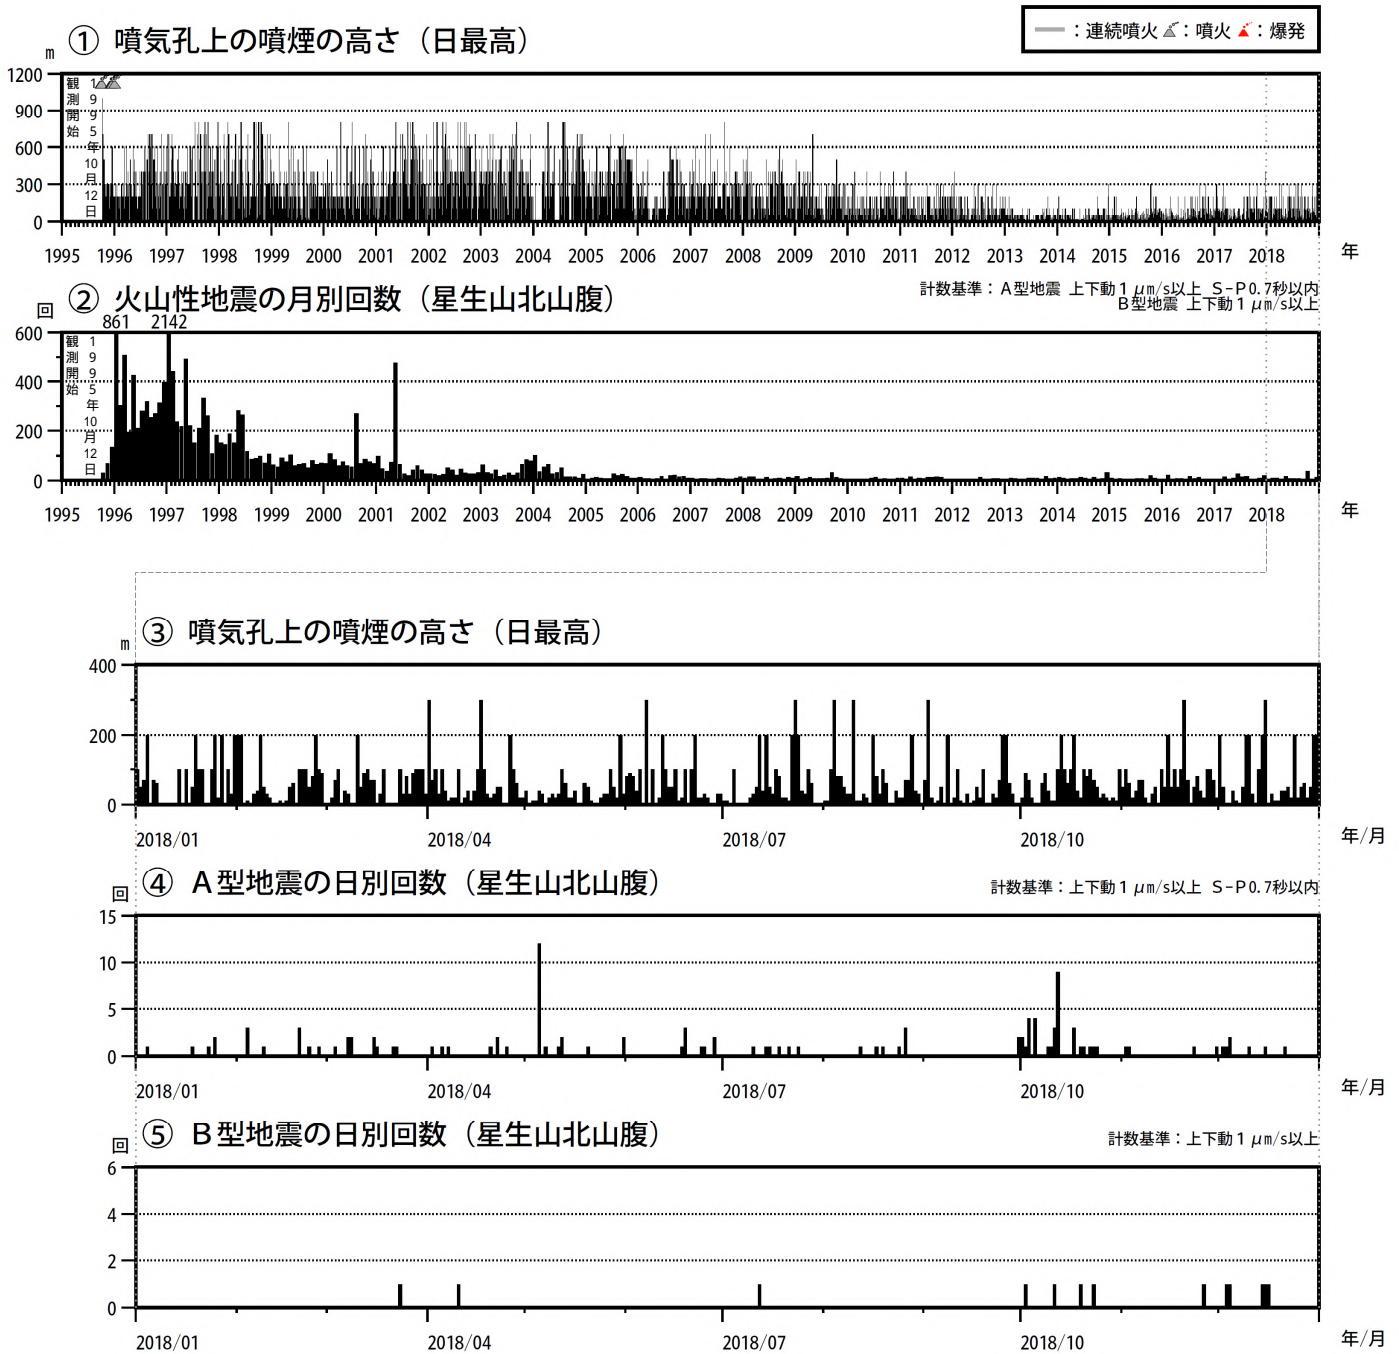 ：連続噴火 ：噴火 ：爆発
① 噴気孔上の噴煙の高さ（日最高）
m
1200
900
600
300
0
観測開始
1995年10月12日
1995 1996 1997 1998 1999 2000 2001 2002 2003 2004 2005 2006 2007 2008 2009 2010 2011 2012 2013 2014 2015 2016 2017 2018
年
② 火山性地震の月別回数（星生山北山腹）
計数基準：Ａ型地震 上下動１μm/s以上 Ｓ−Ｐ0.7秒以内
Ｂ型地震 上下動１μm/s以上
回
861 2142
600
400
200
0
観測開始
1995年10月12日
1995 1996 1997 1998 1999 2000 2001 2002 2003 2004 2005 2006 2007 2008 2009 2010 2011 2012 2013 2014 2015 2016 2017 2018
年
③ 噴気孔上の噴煙の高さ（日最高）
m
400
200
0
2018/01 2018/04 2018/07 2018/10
年/月
④ Ａ型地震の日別回数（星生山北山腹）
計数基準：上下動１μm/s以上 Ｓ−Ｐ0.7秒以内
回
15
10
5
0
2018/01 2018/04 2018/07 2018/10
年/月
⑤ Ｂ型地震の日別回数（星生山北山腹）
計数基準：上下動１μm/s以上
回
6
4
2
0
2018/01 2018/04 2018/07 2018/10
年/月